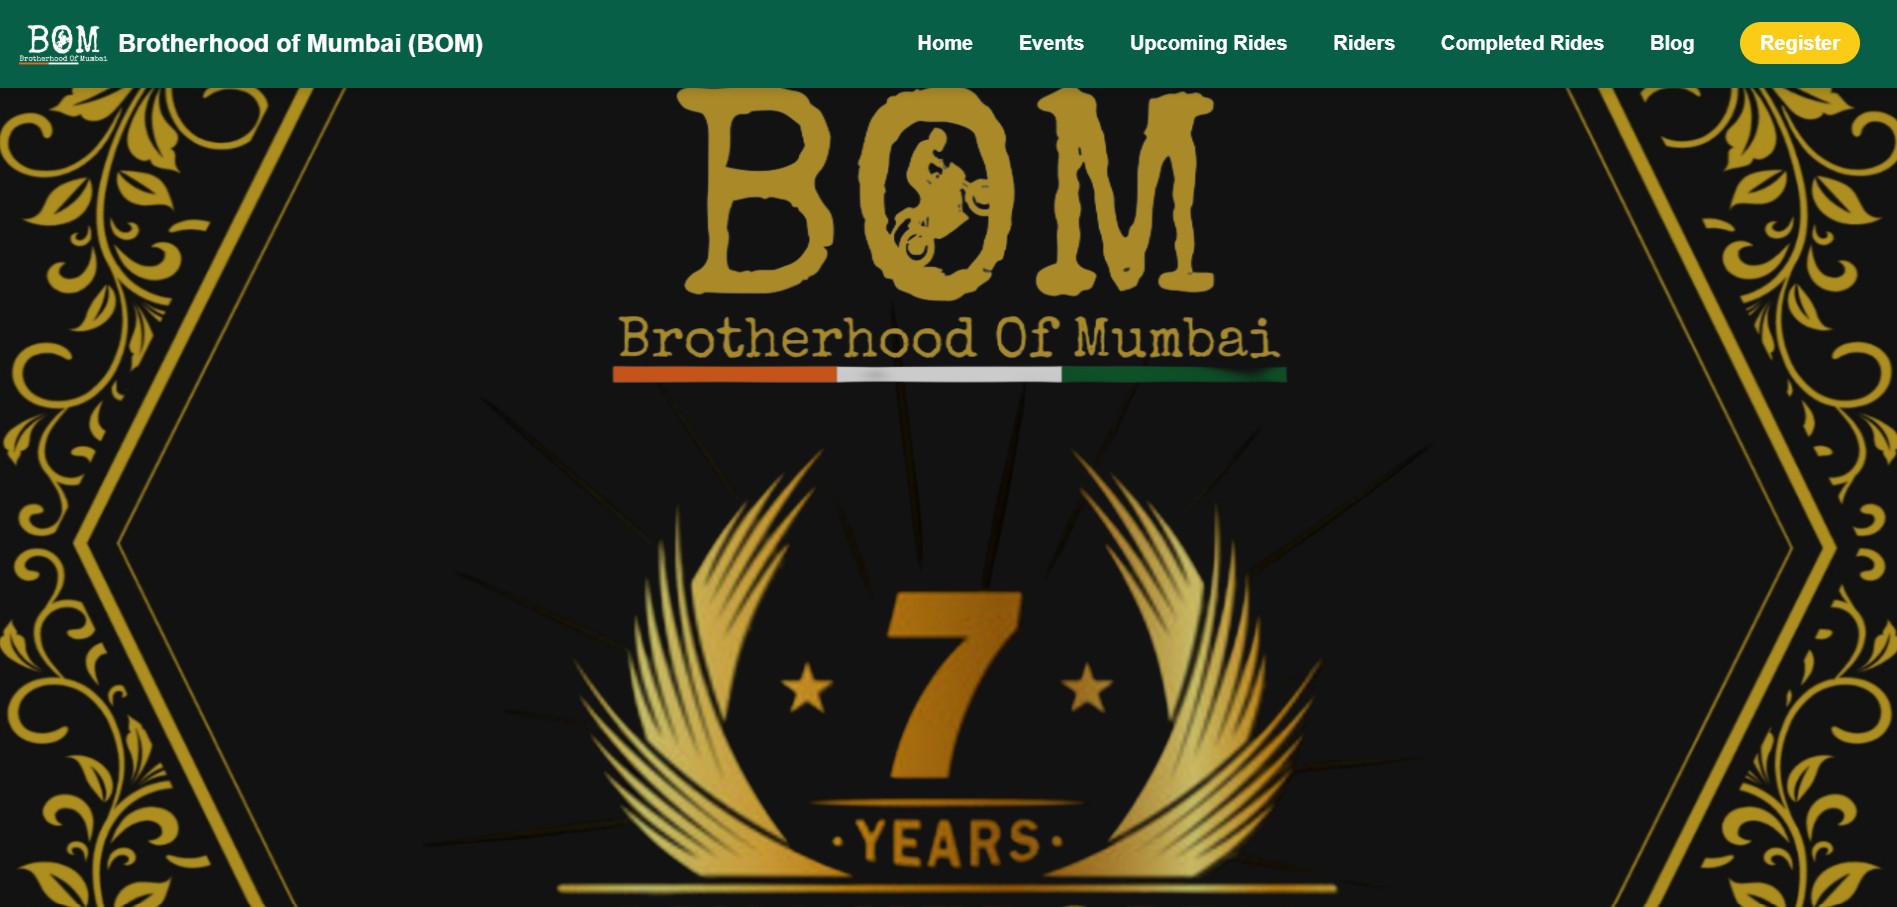 BOM
Brotherhood Of Mumbai
Brotherhood of Mumbai (BOM)
Home
Events
Upcoming Rides
Riders
Completed Rides
Blog
Register
BOM
Brotherhood Of Mumbai
7
·YEARS·